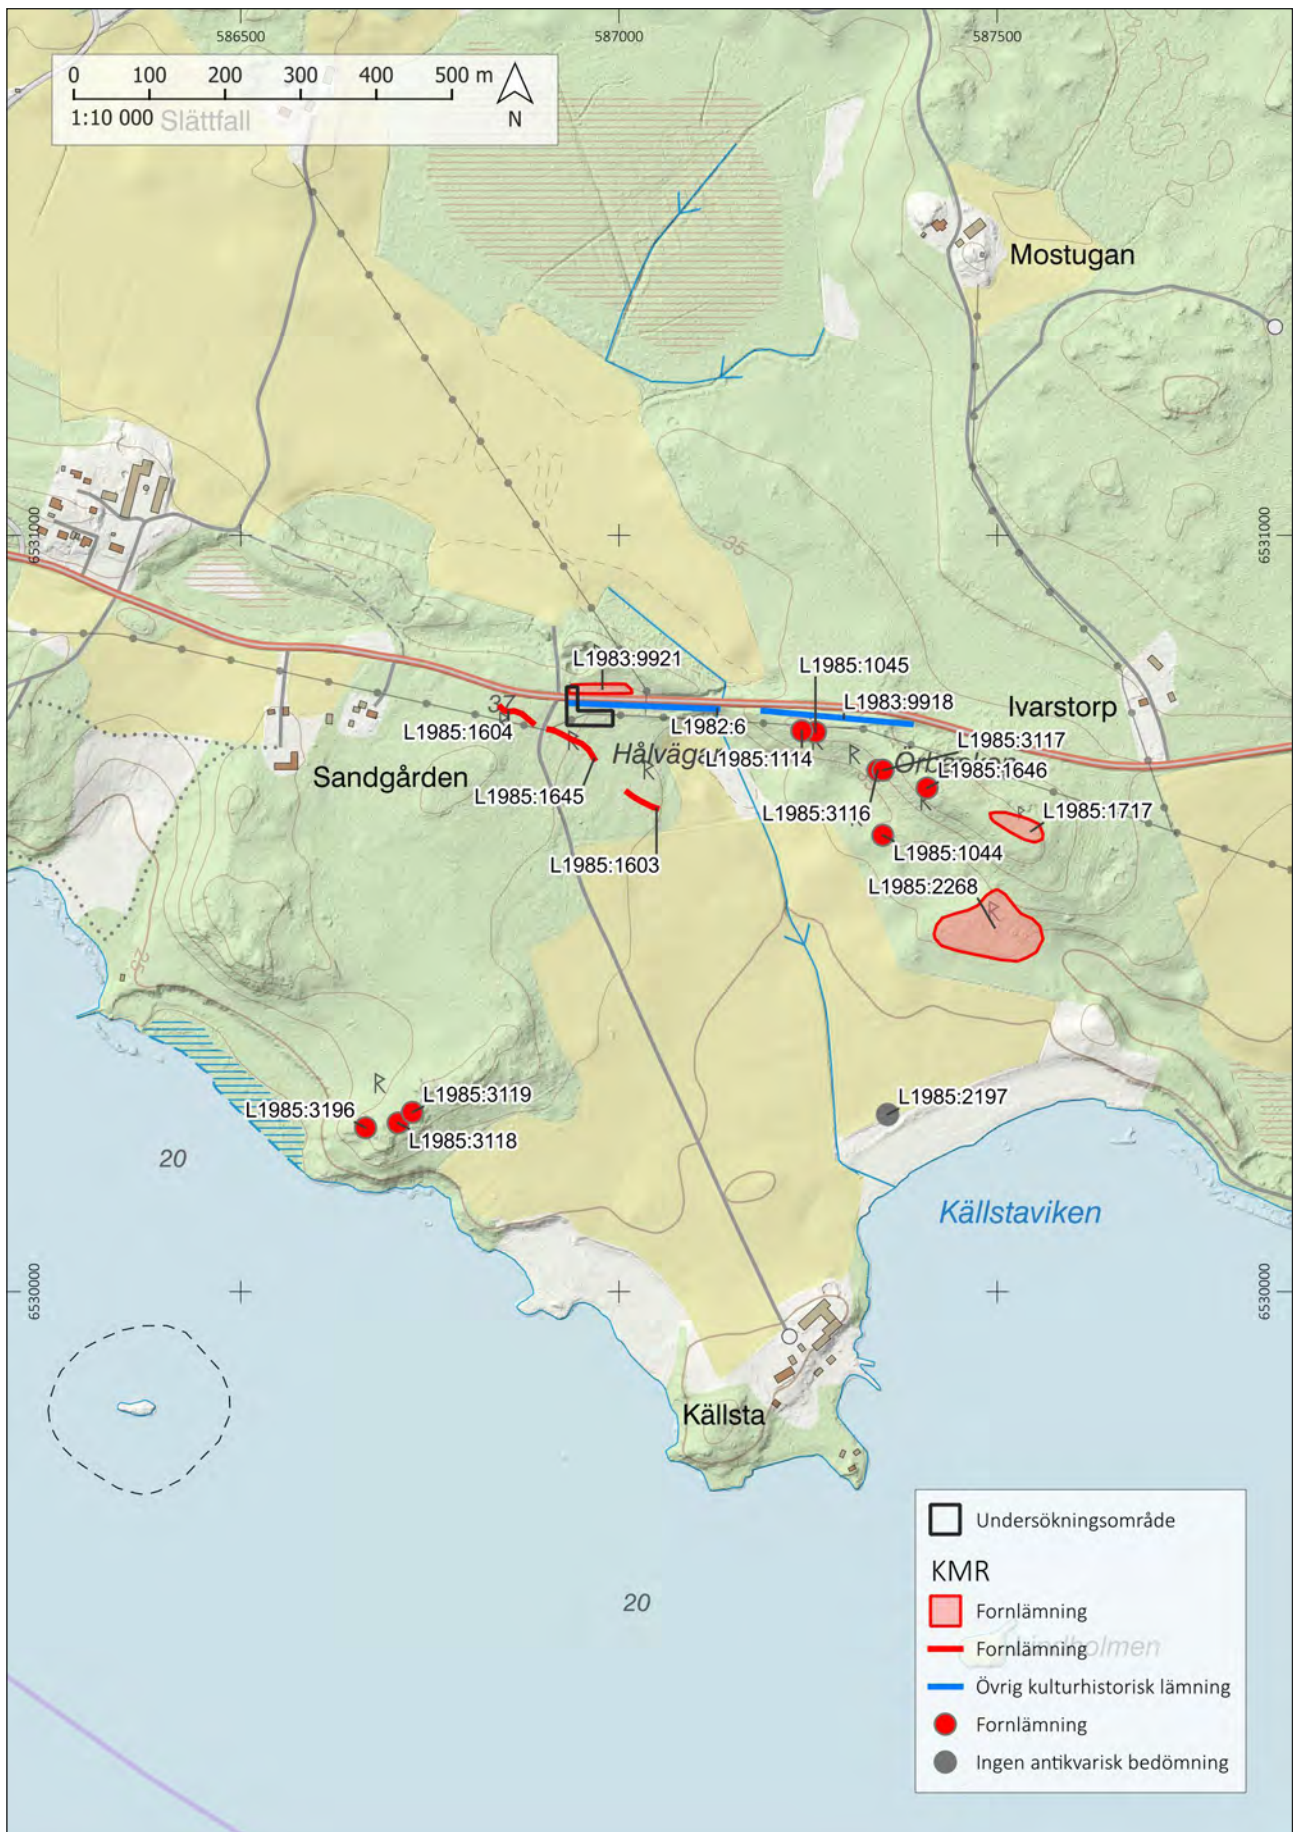 586500
587000
587500
0 100 200 300 400 500 m
1:10 000
N
Slättfall
Mostugan
6531000
6531000
35
L1983:9921
L1985:1045
L1983:9918
Ivarstorp
37
L1985:1604
L1982:6
L1985:3117
Hålvägar
L1985:1114
L1985:1646
Sandgården
L1985:1645
L1985:3116
L1985:1717
L1985:1603
L1985:1044
L1985:2268
25
L1985:3119
L1985:3196
L1985:2197
L1985:3118
20
Källstaviken
6530000
6530000
Källsta
Undersökningsområde
KMR
20
Fornlämning
Lindholmen
Fornlämning
Övrig kulturhistorisk lämning
Fornlämning
Ingen antikvarisk bedömning